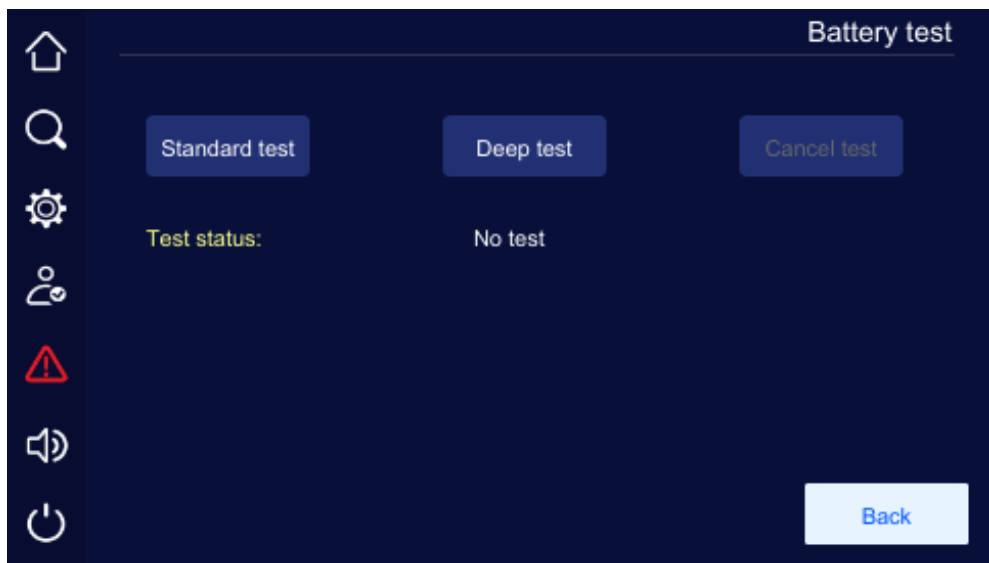 Battery test
Standard test
Deep test
Cancel test
Test status:
No test
Back